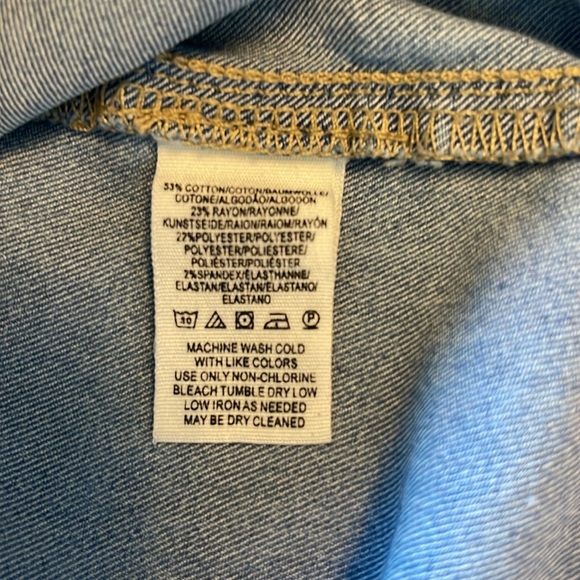 53% COTTON/COTON/BAUMWOLLE/
COTONE/ALGODÃO/ALGODÓN
23% RAYON/RAYONNE/
KUNSTSEIDE/RAION/RAIOM/RAYÓN
22%POLYESTER/POLYESTER/
POLYESTER/POLIESTERE/
POLIÉSTER/POLIÉSTER
2%SPANDEX/ÉLASTHANNE/
ELASTAN/ELASTAN/ELASTANO/
ELASTANO
30 P
MACHINE WASH COLD
WITH LIKE COLORS
USE ONLY NON-CHLORINE
BLEACH TUMBLE DRY LOW
LOW IRON AS NEEDED
MAY BE DRY CLEANED